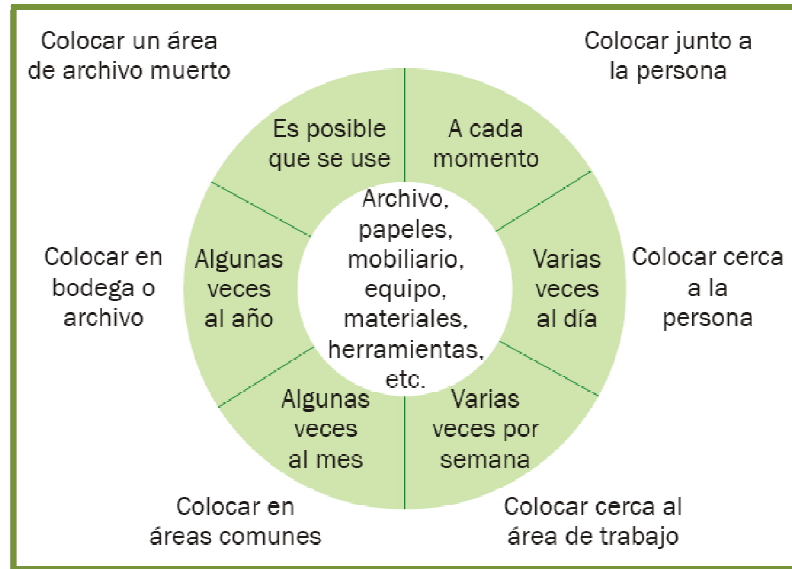 Colocar un área
de archivo muerto
Colocar junto a
la persona
Es posible
que se use
A cada
momento
Archivo,
papeles,
mobiliario,
equipo,
materiales,
herramientas,
etc.
Colocar en
bodega o
archivo
Algunas
veces
al año
Varias
veces
al día
Colocar cerca
a la
persona
Algunas
veces
al mes
Varias
veces por
semana
Colocar en
áreas comunes
Colocar cerca al
área de trabajo